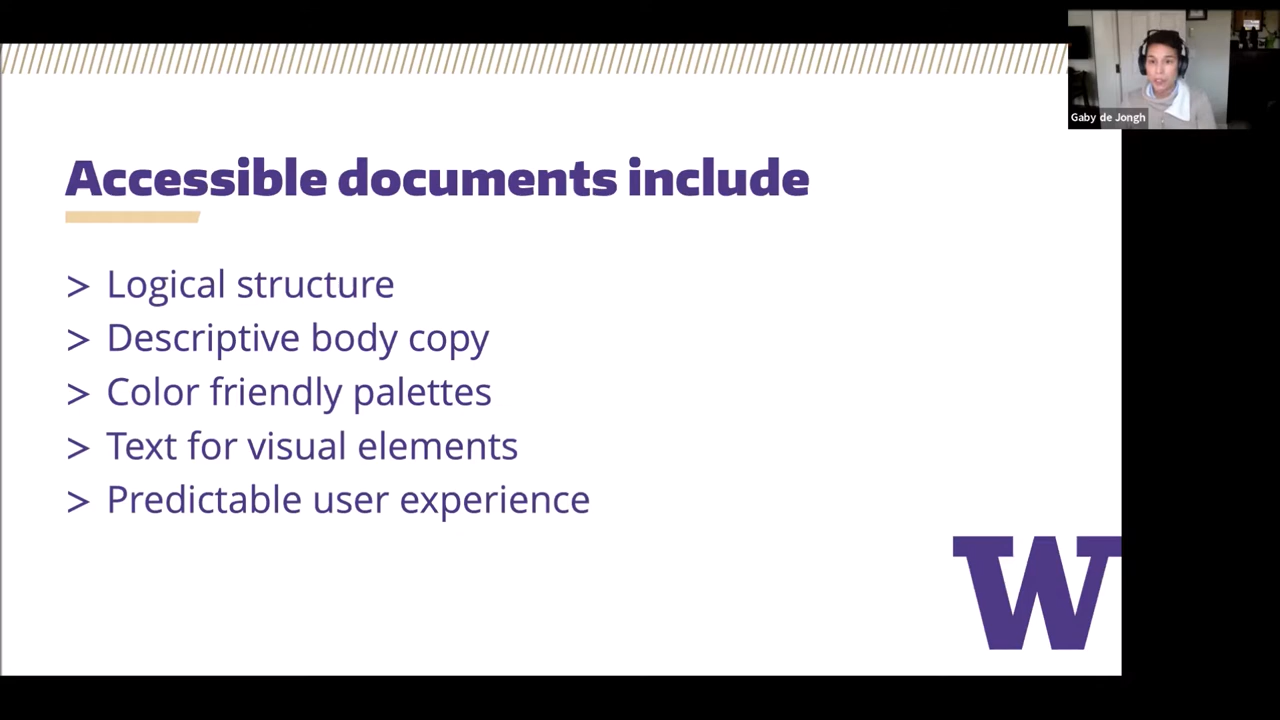 Gaby de Jongh
Accessible documents include
> Logical structure
> Descriptive body copy
> Color friendly palettes
> Text for visual elements
> Predictable user experience
W